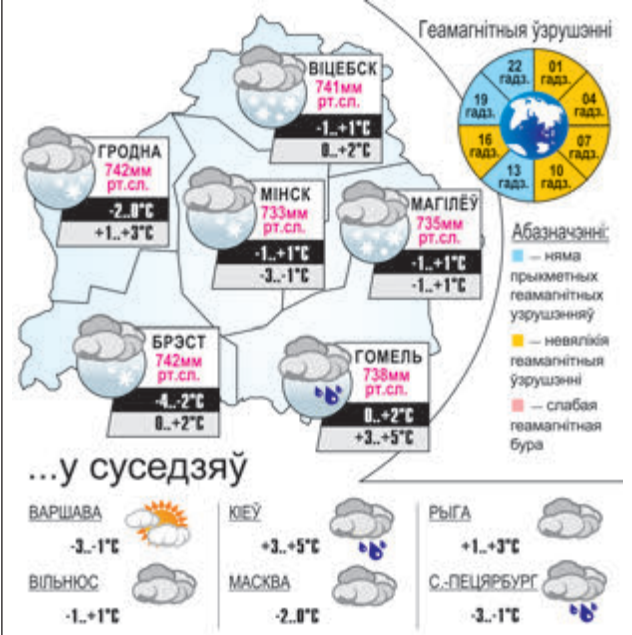 Геамагнітныя ўзрушэнні
22 гадз.
01 гадз.
04 гадз.
07 гадз.
10 гадз.
13 гадз.
16 гадз.
19 гадз.
ВІЦЕБСК
741мм
рт.сл.
-1..+1°C
0..+2°C
ГРОДНА
742мм
рт.сл.
-2..0°C
+1..+3°C
МІНСК
733мм
рт.сл.
-1..+1°C
-3..-1°C
МАГІЛЁЎ
735мм
рт.сл.
-1..+1°C
-1..+1°C
БРЭСТ
742мм
рт.сл.
-4..-2°C
0..+2°C
ГОМЕЛЬ
738мм
рт.сл.
0..+2°C
+3..+5°C
Абазначэнні:
– няма
прыкметных
геамагнітных
узрушэнняў
– невялікія
геамагнітныя
ўзрушэнні
– слабая
геамагнітная
бура
...у суседзяў
ВАРШАВА
-3..-1°C
КІЕЎ
+3..+5°C
РЫГА
+1..+3°C
ВІЛЬНЮС
-1..+1°C
МАСКВА
-2..0°C
С.-ПЕЦЯРБУРГ
-3..-1°C